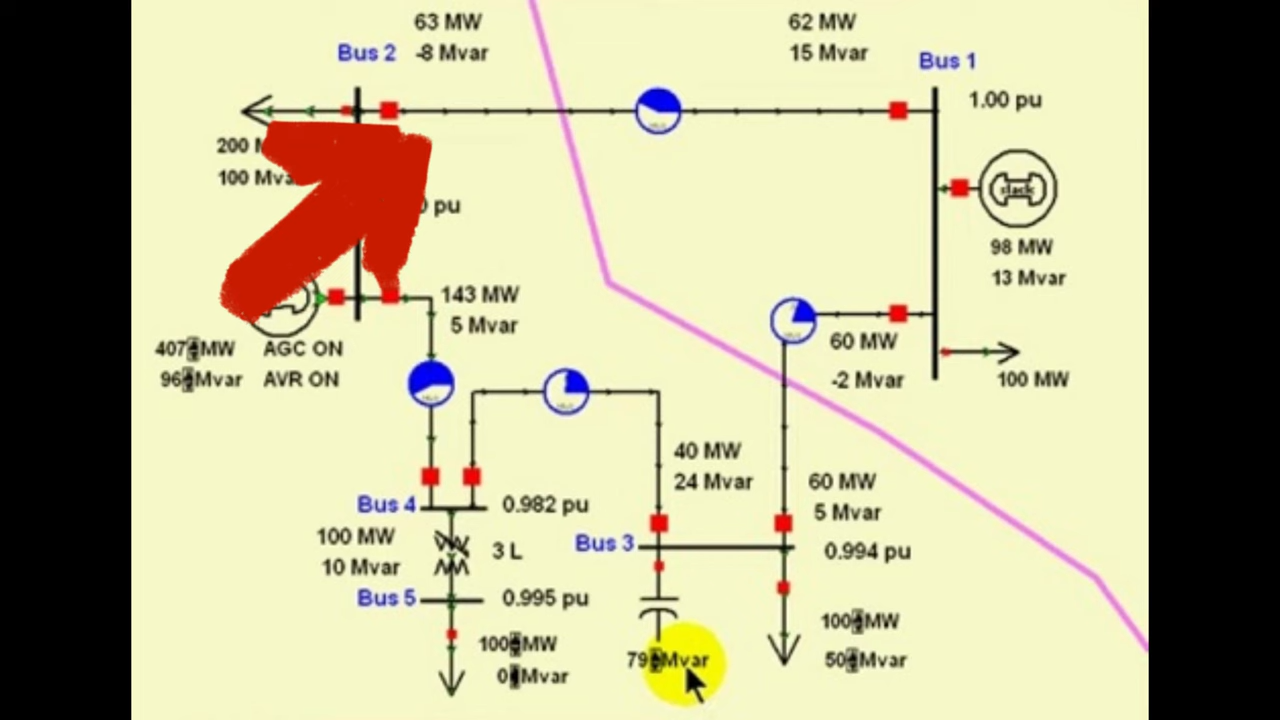 63 MW
62 MW
Bus 2
-8 Mvar
15 Mvar
Bus 1
1.00 pu
200
100
pu
slack
98 MW
13 Mvar
143 MW
5 Mvar
60 MW
-2 Mvar
407 MW
AGC ON
96 Mvar
AVR ON
100 MW
40 MW
24 Mvar
60 MW
5 Mvar
Bus 4
0.982 pu
100 MW
10 Mvar
3 L
Bus 3
0.994 pu
Bus 5
0.995 pu
100 MW
0 Mvar
79 Mvar
100 MW
50 Mvar